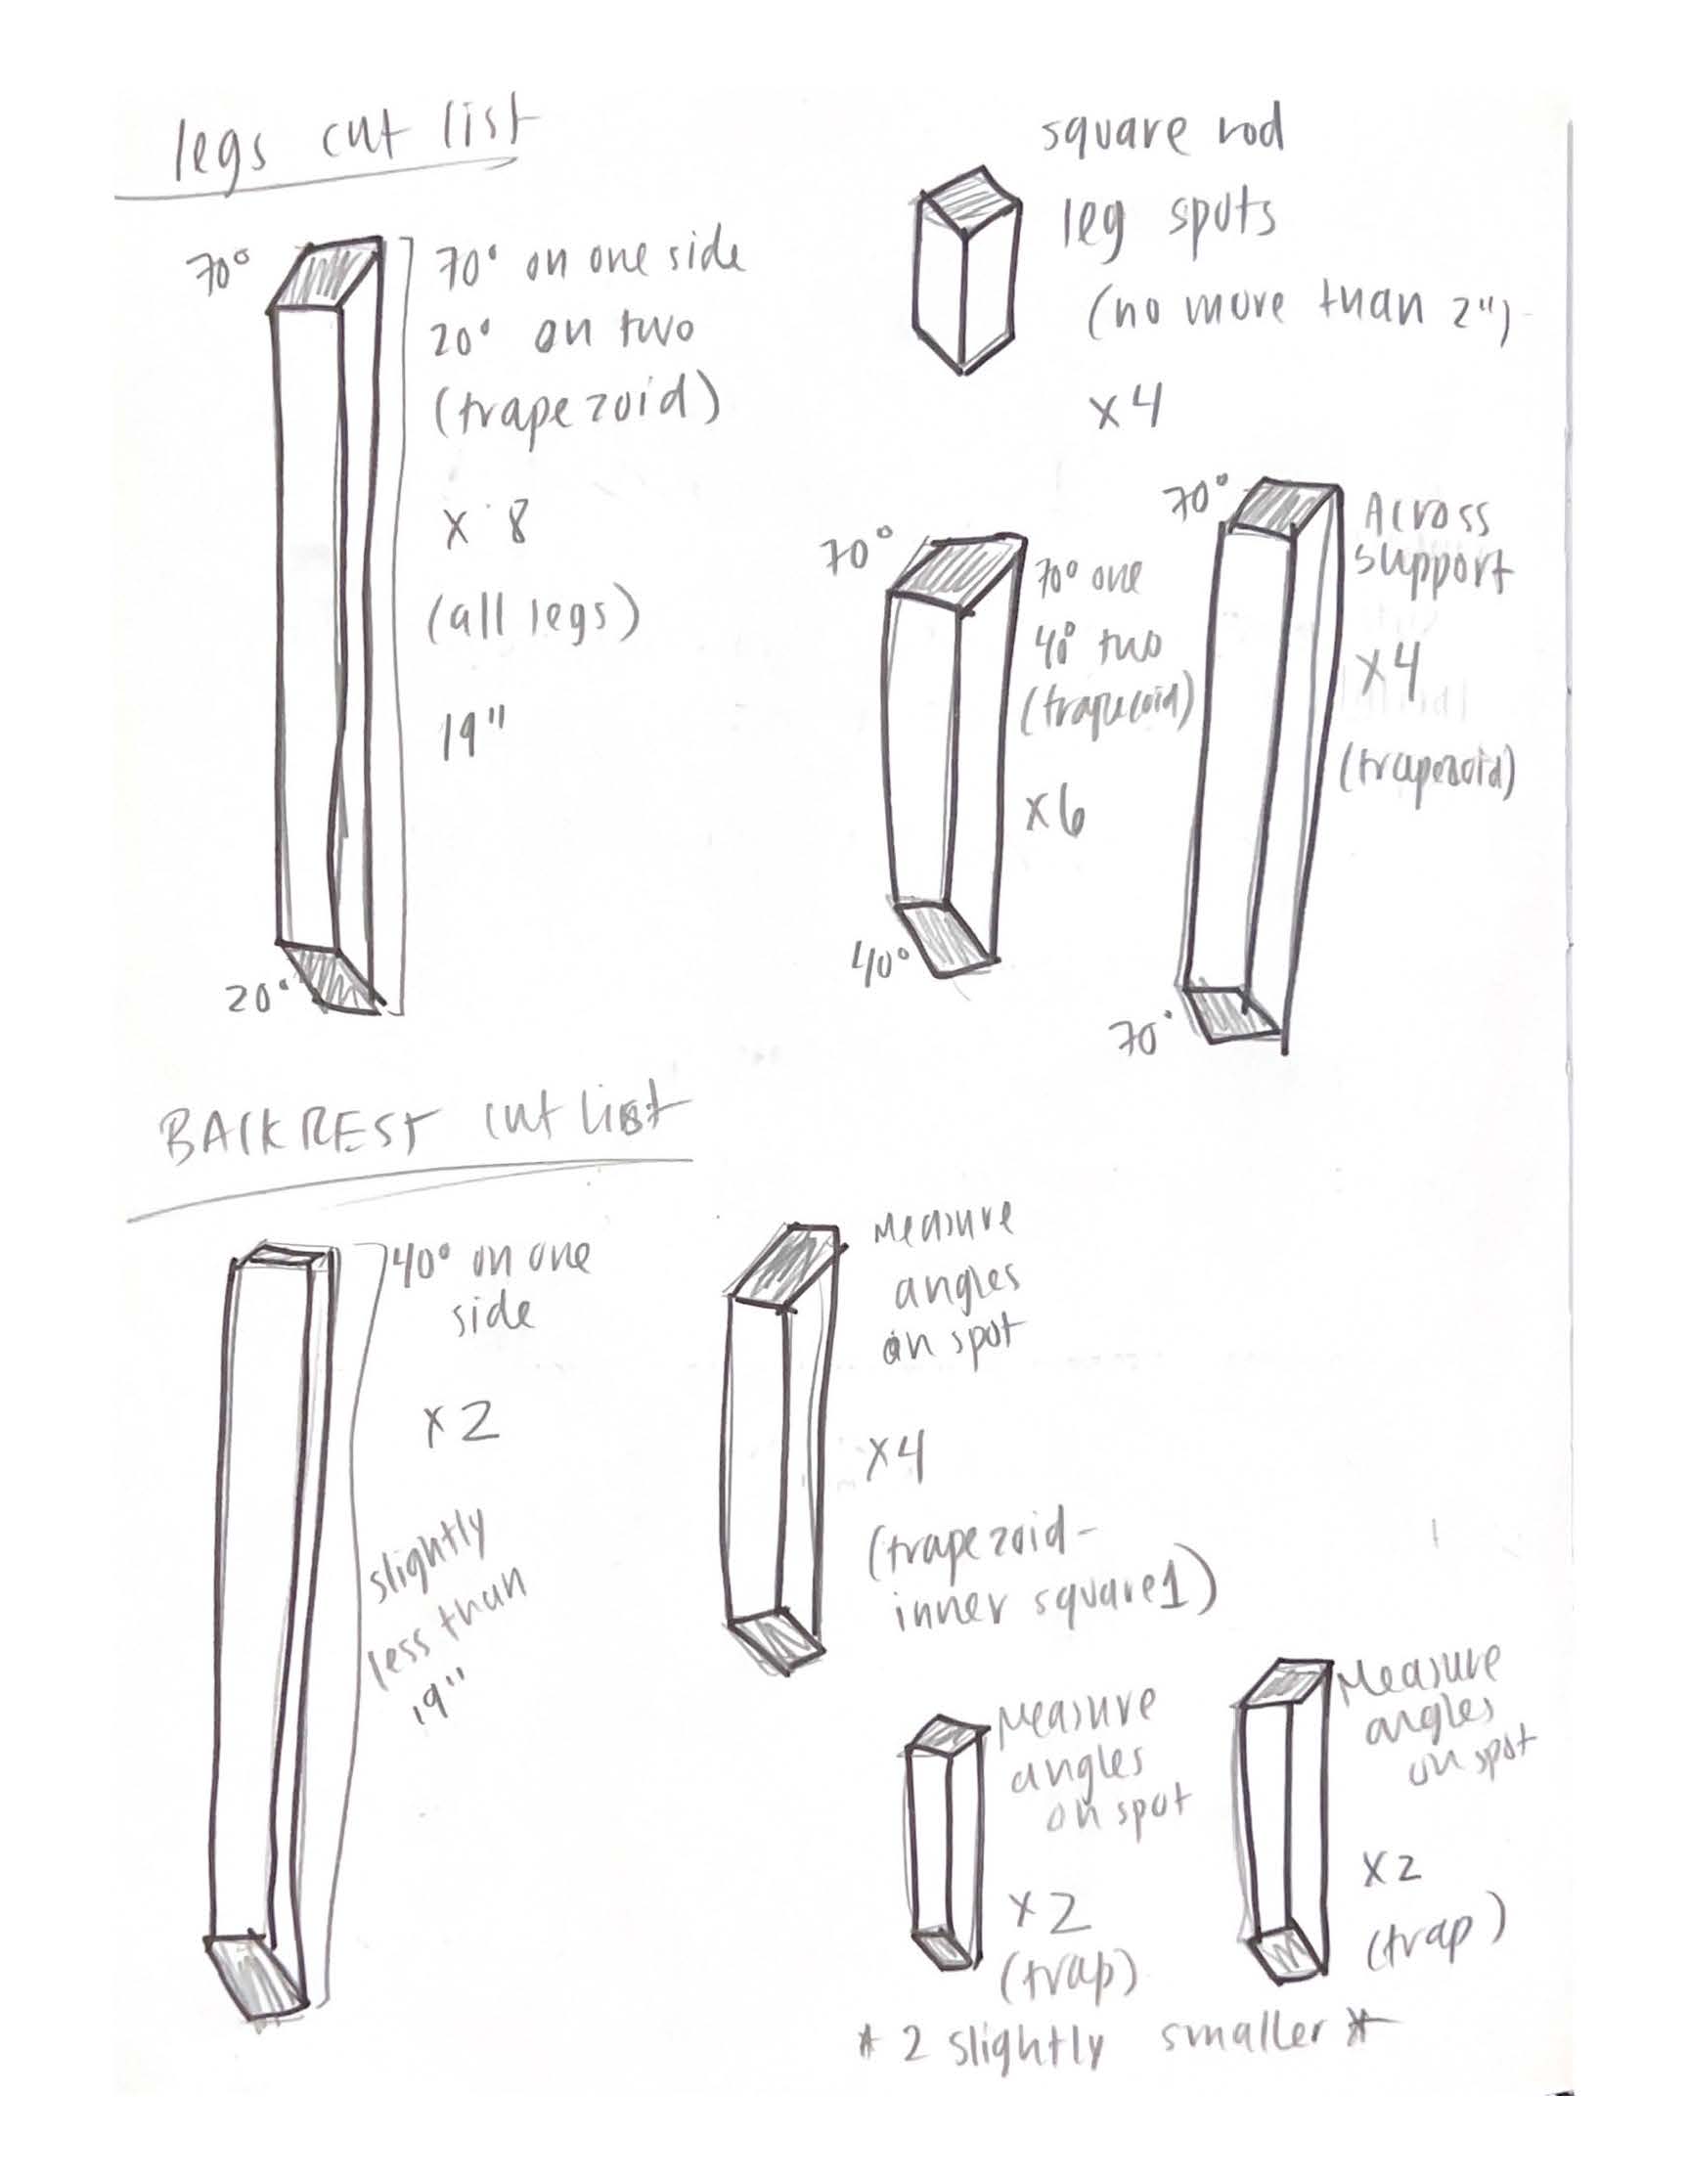 legs cut list
70°
70° on one side
20° on two
(trapezoid)
x 8
(all legs)
19"
20°
square rod
leg spots
(no more than 2")
x4
70°
70° one
40° two
(trapezoid)
x6
40°
70°
Across
support
x4
(trapezoid)
70°
BACKREST cut list
40° on one
side
x2
slightly
less than
19"
Measure
angles
on spot
x4
(trapezoid-
inner square1)
Measure
angles
on spot
x2
(trap)
Measure
angles
on spot
x2
(trap)
* 2 slightly smaller *